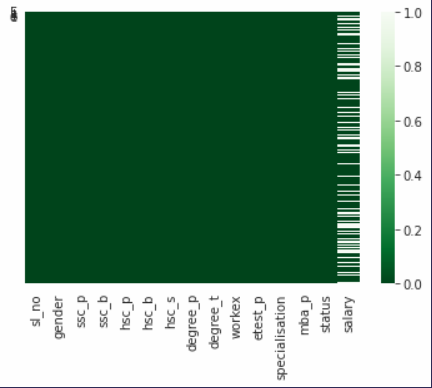 1.0
0.8
0.6
0.4
0.2
0.0
sl_no
gender
ssc_p
ssc_b
hsc_p
hsc_b
hsc_s
degree_p
degree_t
workex
etest_p
specialisation
mba_p
status
salary